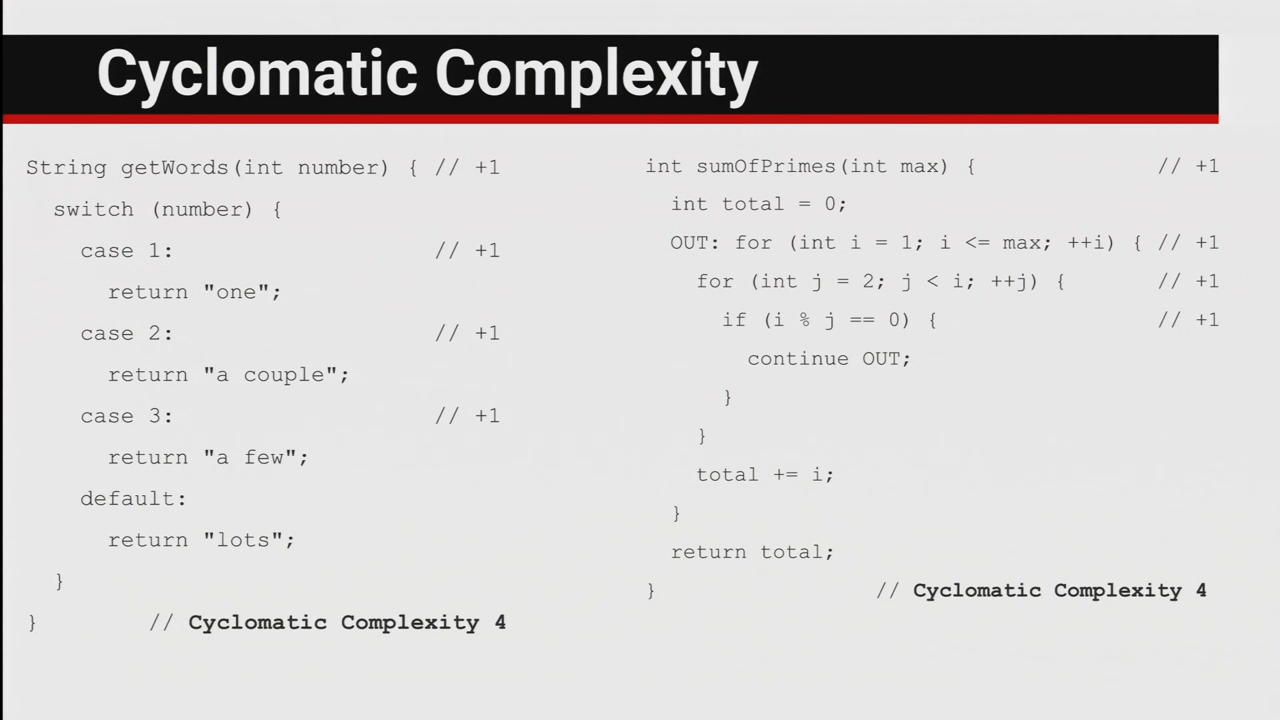 Cyclomatic Complexity
String getWords(int number) { // +1
switch (number) {
case 1: // +1
return "one";
case 2: // +1
return "a couple";
case 3: // +1
return "a few";
default:
return "lots";
}
} // Cyclomatic Complexity 4
int sumOfPrimes(int max) { // +1
int total = 0;
OUT: for (int i = 1; i <= max; ++i) { // +1
for (int j = 2; j < i; ++j) { // +1
if (i % j == 0) { // +1
continue OUT;
}
}
total += i;
}
return total;
} // Cyclomatic Complexity 4